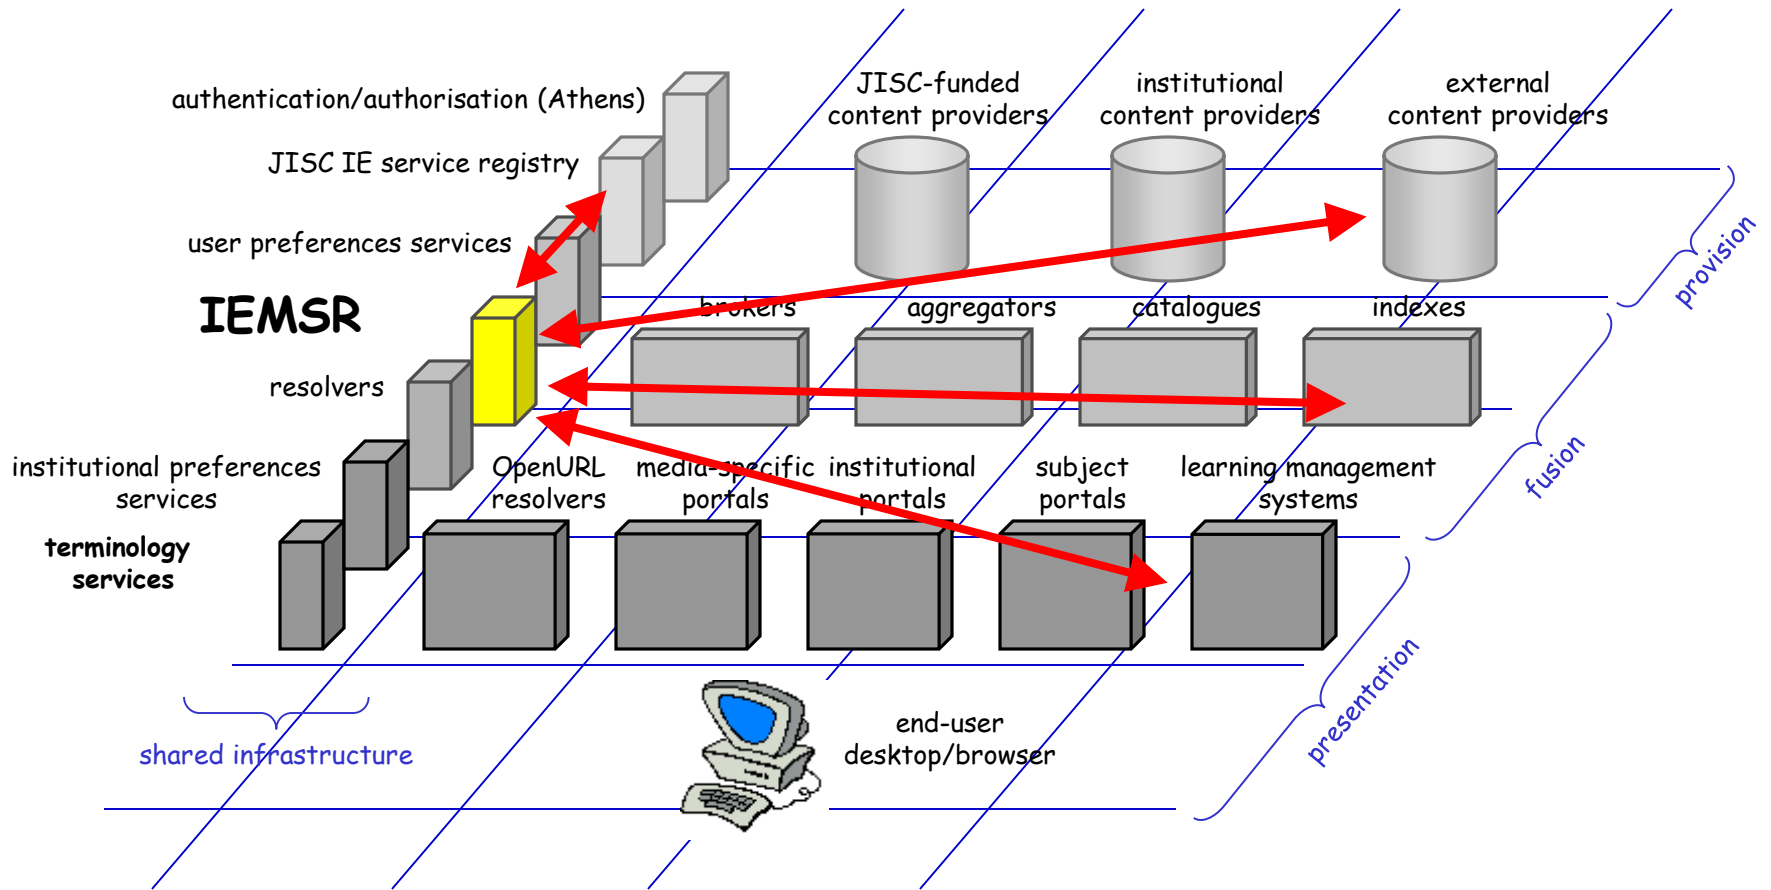 authentication/authorisation (Athens)
JISC IE service registry
user preferences services
IEMSR
resolvers
institutional preferences
services
terminology
services
shared infrastructure
JISC-funded
content providers
institutional
content providers
external
content providers
provision
brokers
aggregators
catalogues
indexes
fusion
OpenURL
resolvers
media-specific
portals
institutional
portals
subject
portals
learning management
systems
presentation
end-user
desktop/browser